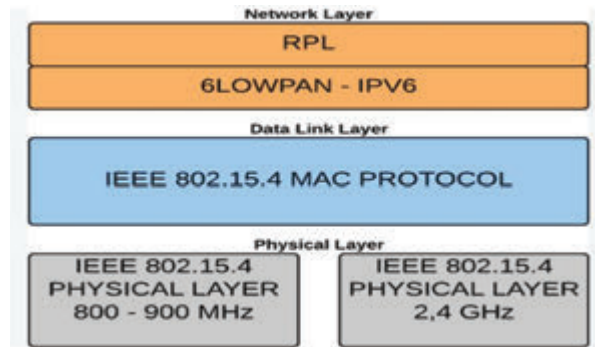 Network Layer
RPL
6LOWPAN - IPV6
Data Link Layer
IEEE 802.15.4 MAC PROTOCOL
Physical Layer
IEEE 802.15.4
PHYSICAL LAYER
800 - 900 MHz
IEEE 802.15.4
PHYSICAL LAYER
2,4 GHz